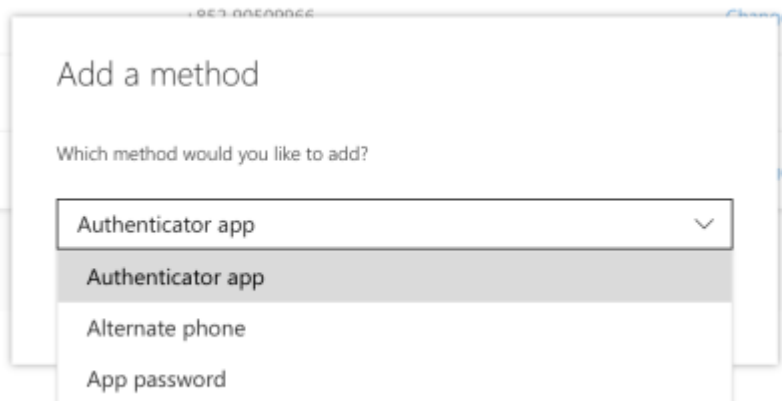 Add a method
Which method would you like to add?
Authenticator app
Authenticator app
Alternate phone
App password